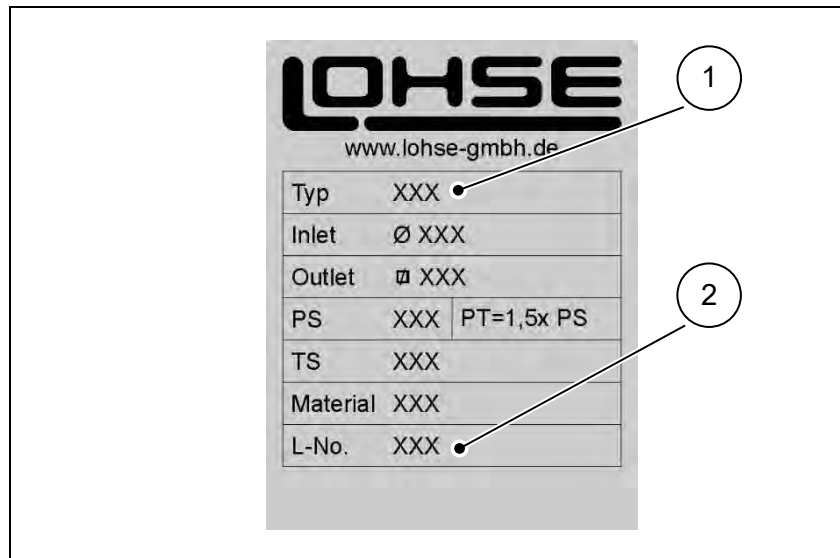 LOHSE
1
www.lohse-gmbh.de
Typ XXX
Inlet Ø XXX
Outlet ¤ XXX
2
PS XXX PT=1,5x PS
TS XXX
Material XXX
L-No. XXX